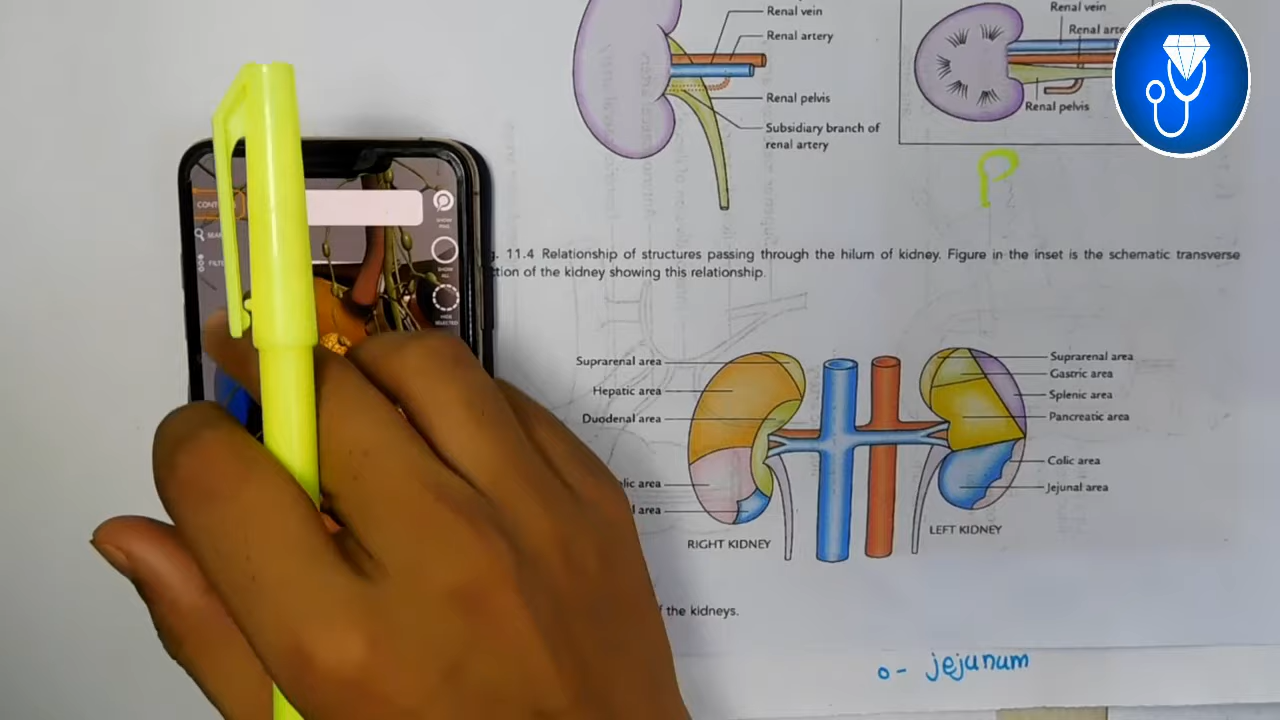 Renal vein
Renal artery
Renal pelvis
Subsidiary branch of
renal artery
Renal vein
Renal
Renal pelvis
P
11.4 Relationship of structures passing through the hilum of kidney. Figure in the inset is the schematic transverse
of the kidney showing this relationship.
Suprarenal area
Hepatic area
Duodenal area
area
area
RIGHT KIDNEY
Suprarenal area
Gastric area
Splenic area
Pancreatic area
Colic area
Jejunal area
LEFT KIDNEY
the kidneys.
o - jejunum